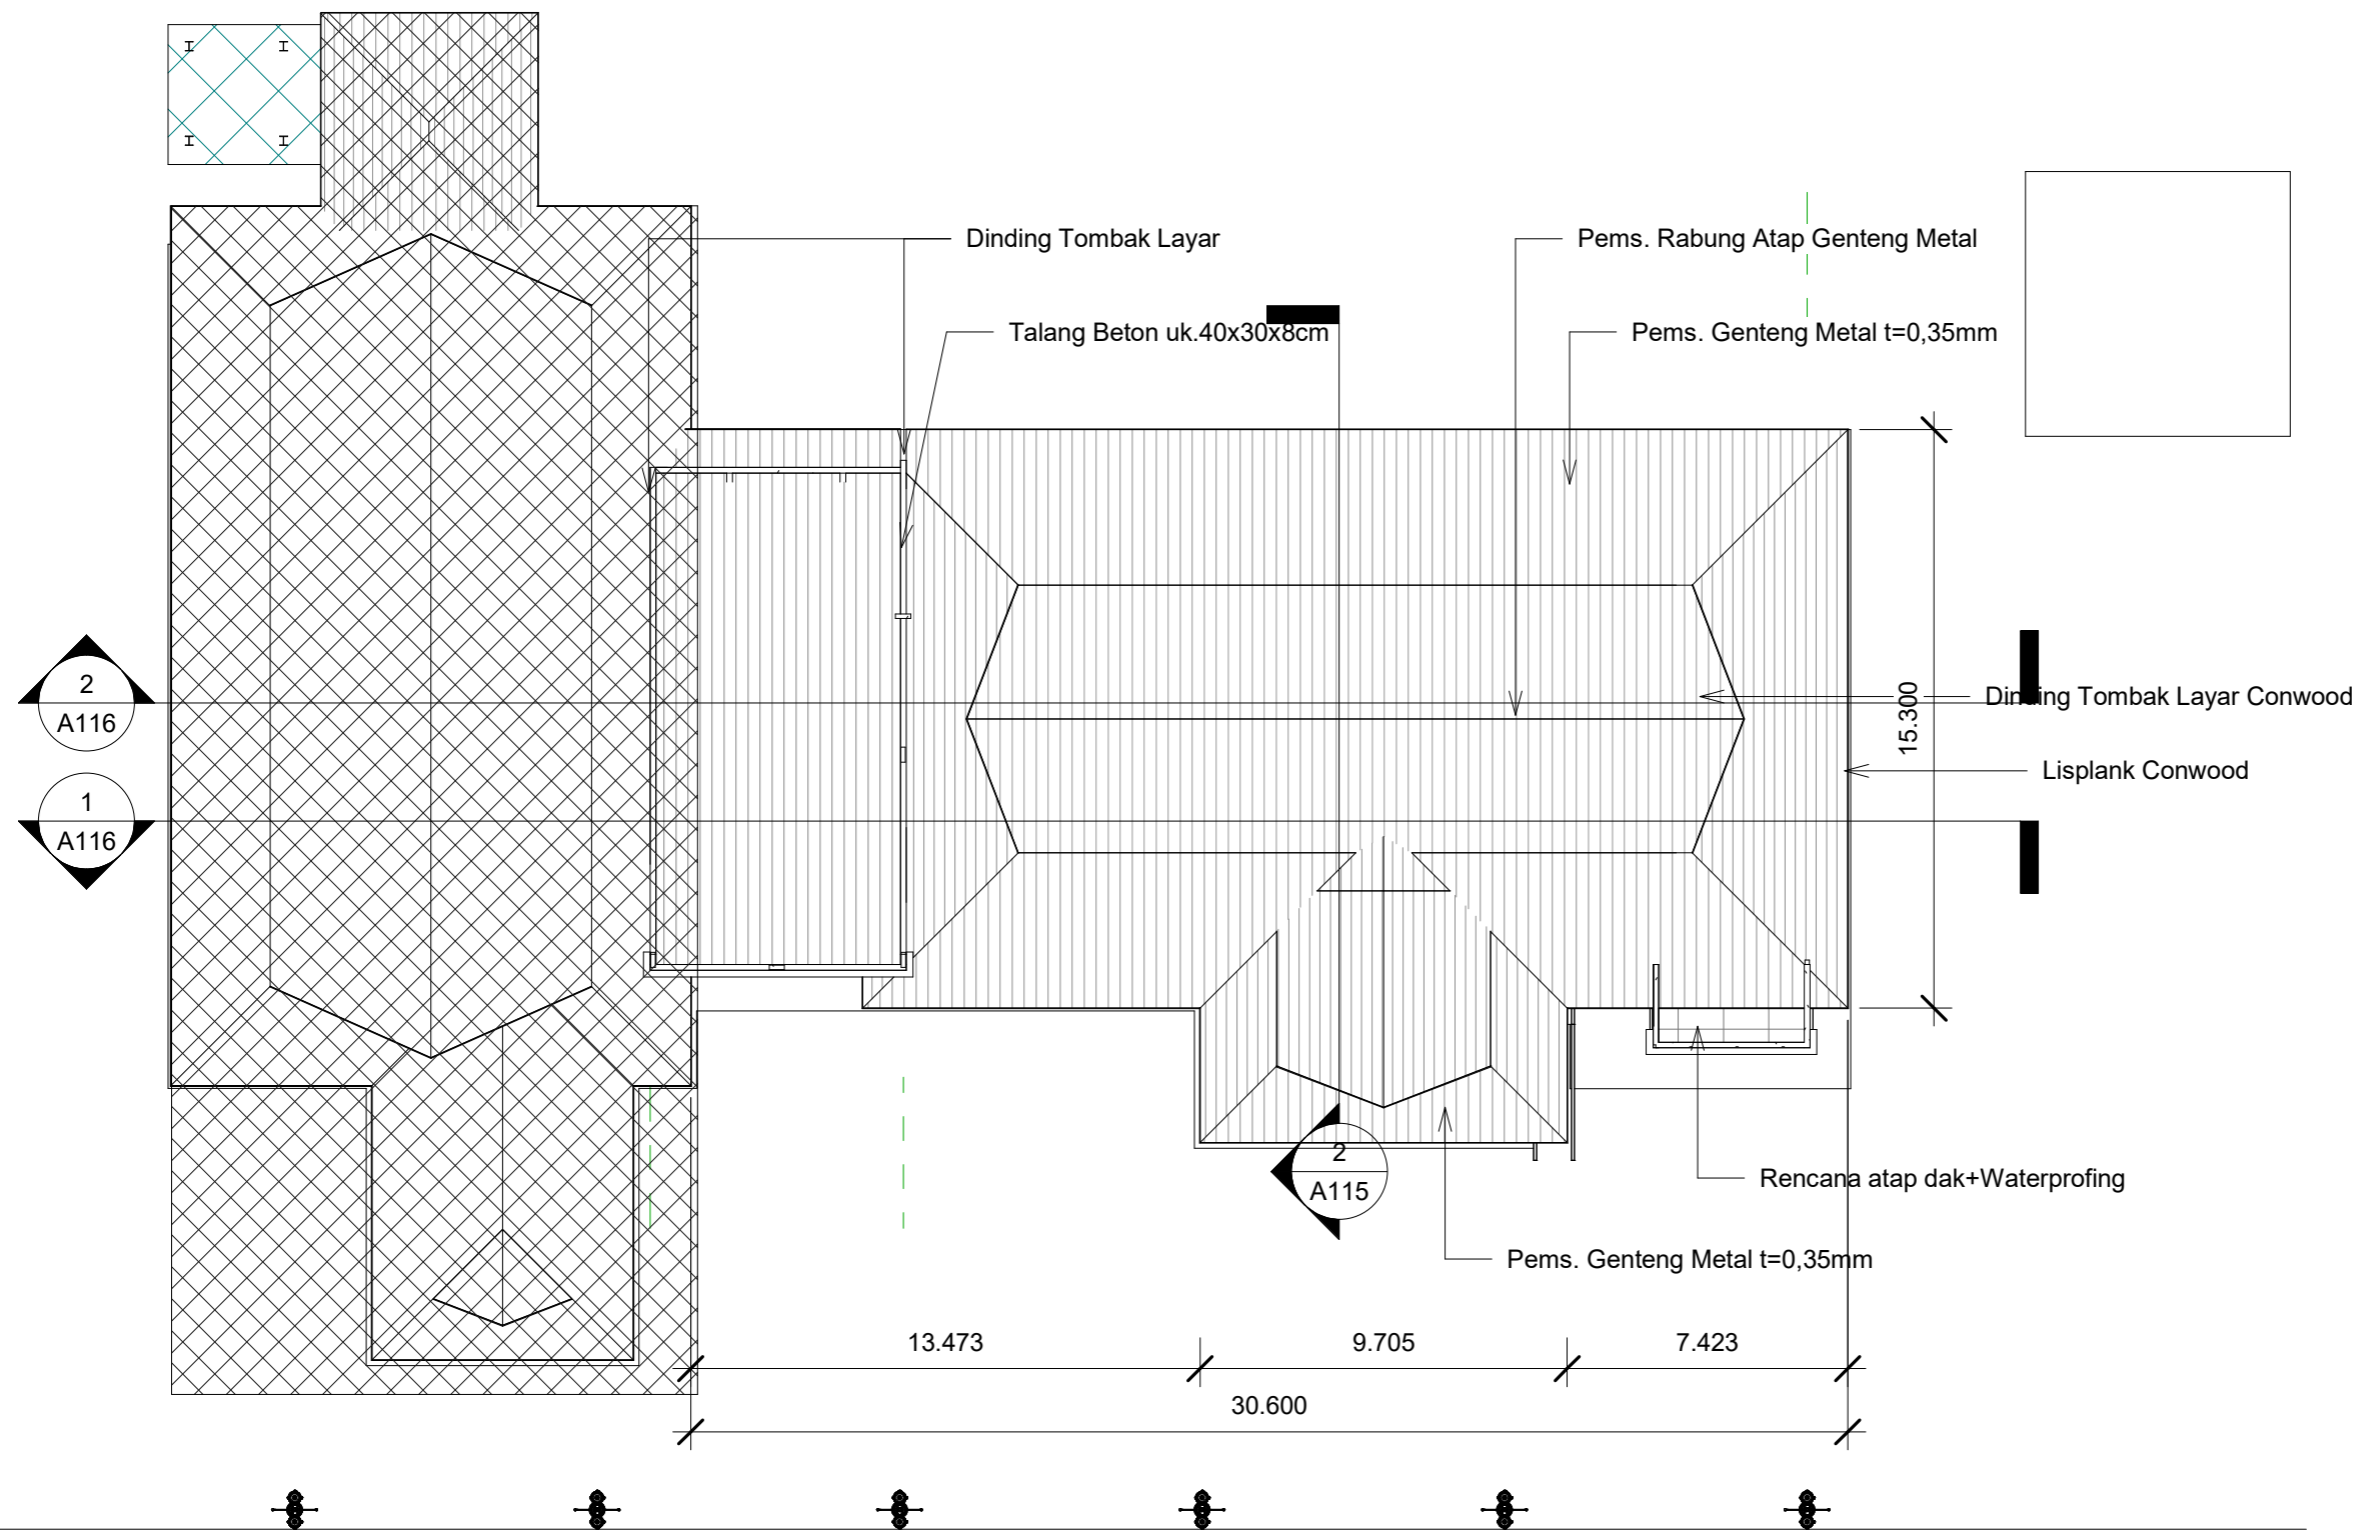 Dinding Tombak Layar
Pems. Rabung Atap Genteng Metal
Talang Beton uk.40x30x8cm
Pems. Genteng Metal t=0,35mm
2
A116
Dinding Tombak Layar Conwood
15.300
Lisplank Conwood
1
A116
2
A115
Rencana atap dak+Waterprofing
Pems. Genteng Metal t=0,35mm
13.473
9.705
7.423
30.600